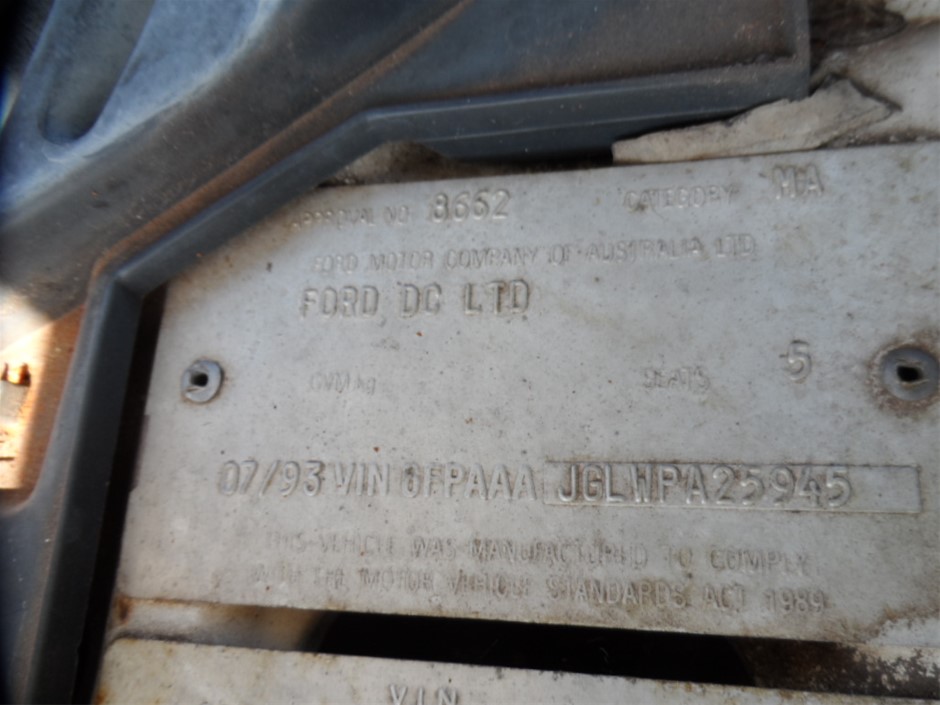 APPROVAL NO 8662 CATEGORY MA
FORD MOTOR COMPANY OF AUSTRALIA LTD
FORD DC LTD
GVM kg SEATS 5
07/93 VIN 6FPAAA JGLWPA25945
THIS VEHICLE WAS MANUFACTURED TO COMPLY
WITH THE MOTOR VEHICLE STANDARDS ACT 1989
VIN